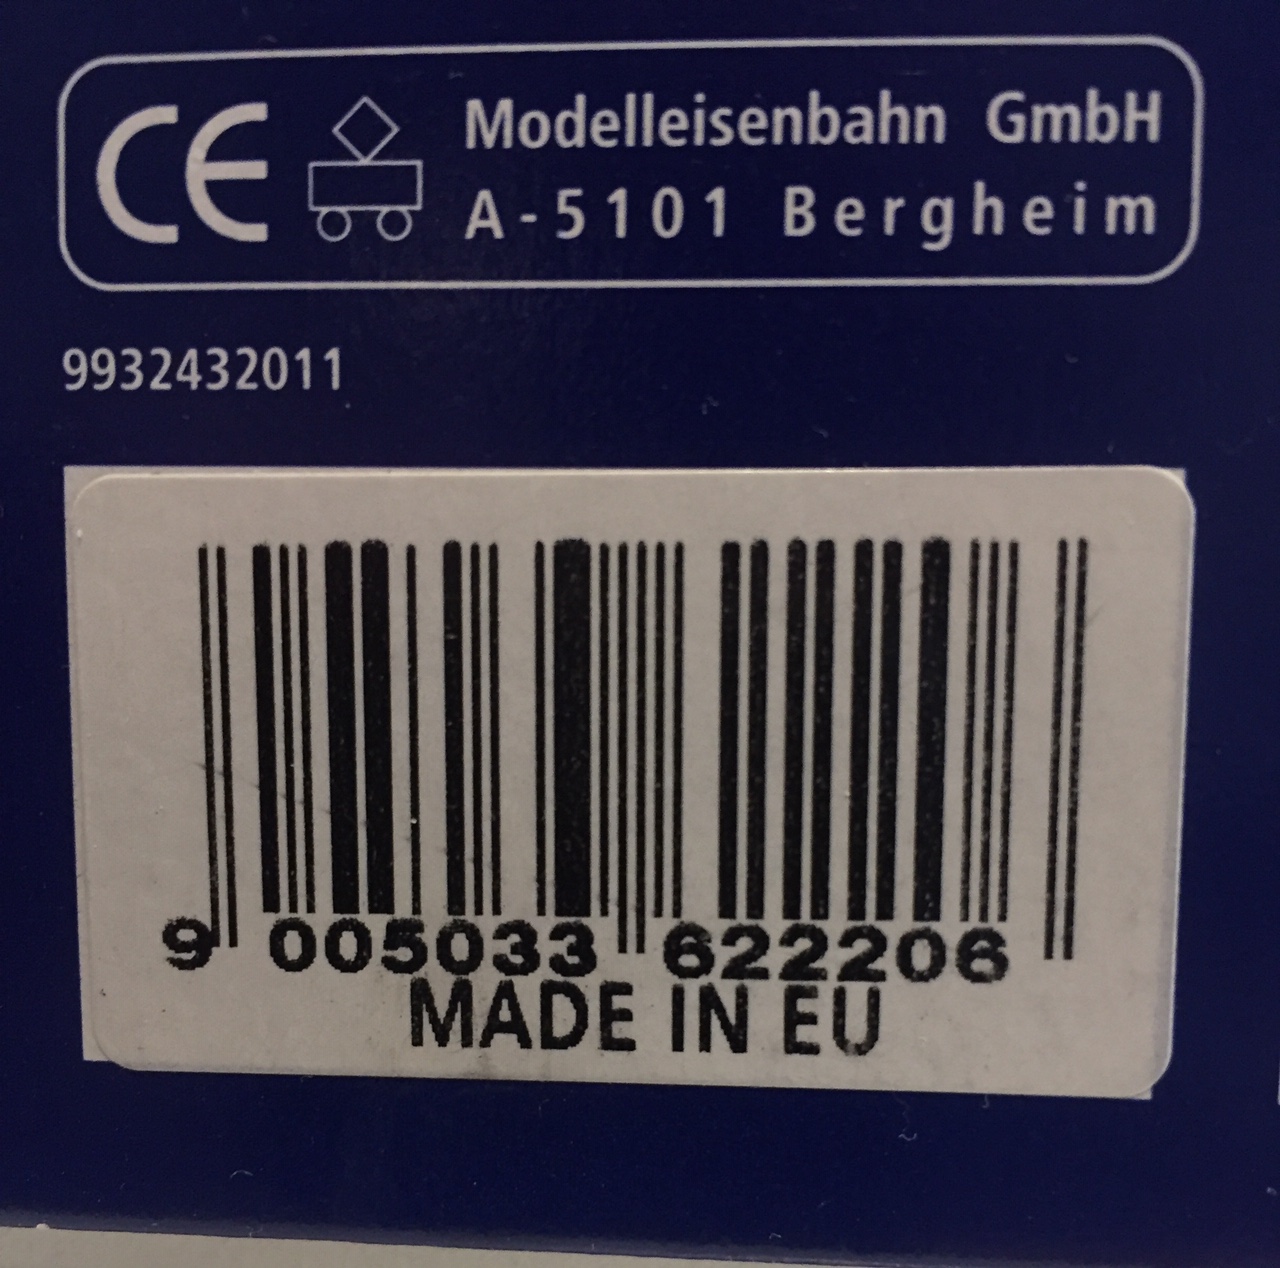 CE Modelleisenbahn GmbH
A-5101 Bergheim
9932432011
9 005033 622206
MADE IN EU